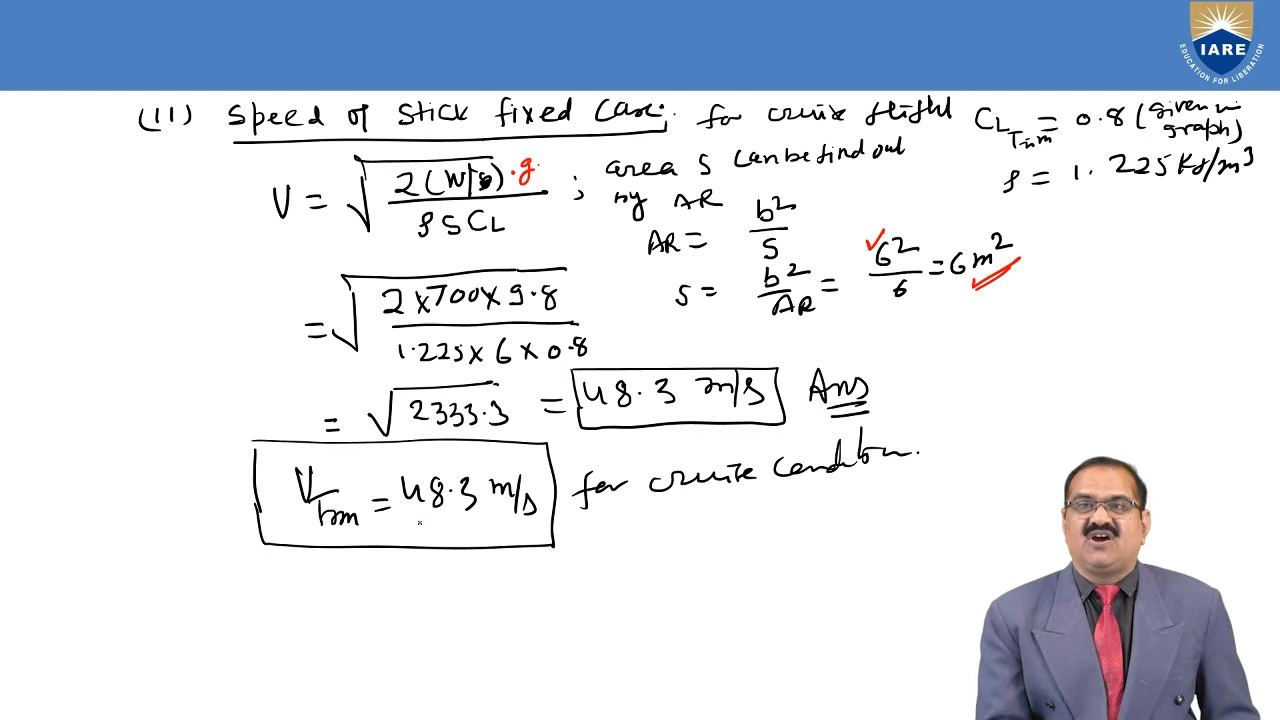 IARE
EDUCATION FOR LIBERATION
(11) Speed of Stick fixed Case: for cruise flight CL Trim = 0.8 (given in graph)
ρ = 1.225 Kg/m³
V = √(2(W/s)·g / ρ S CL) ; area S can be find out by AR
AR = b²/S
S = b²/AR = 6²/6 = 6 m²
= √(2×700×9.8 / 1.225×6×0.8)
= √2333.3 = 48.3 m/s Ans
V trim = 48.3 m/s for cruise condition.